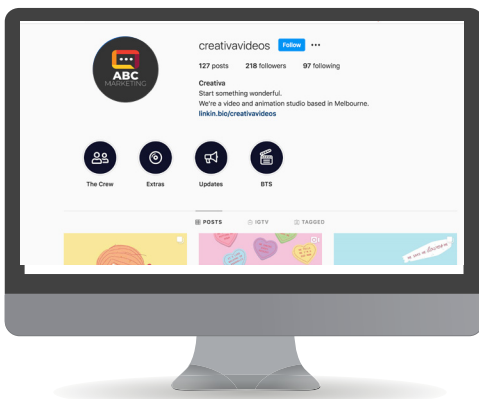 creativavideos Follow •••
127 posts 218 followers 97 following
ABC
MARKETING
Creativa
Start something wonderful.
We're a video and animation studio based in Melbourne.
linkin.bio/creativavideos
The Crew Extras Updates BTS
POSTS IGTV TAGGED